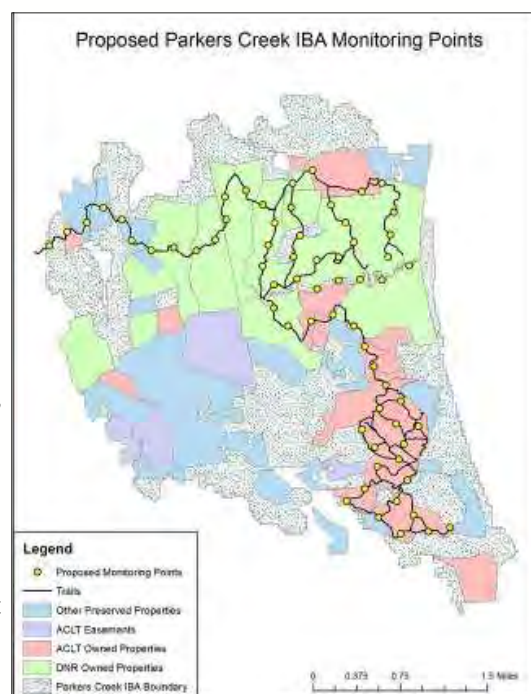 Proposed Parkers Creek IBA Monitoring Points
Legend
Proposed Monitoring Points
Trails
Other Preserved Properties
ACLT Easements
ACLT Owned Properties
DNR Owned Properties
Parkers Creek IBA Boundary
0 0.375 0.75 1.5 Miles